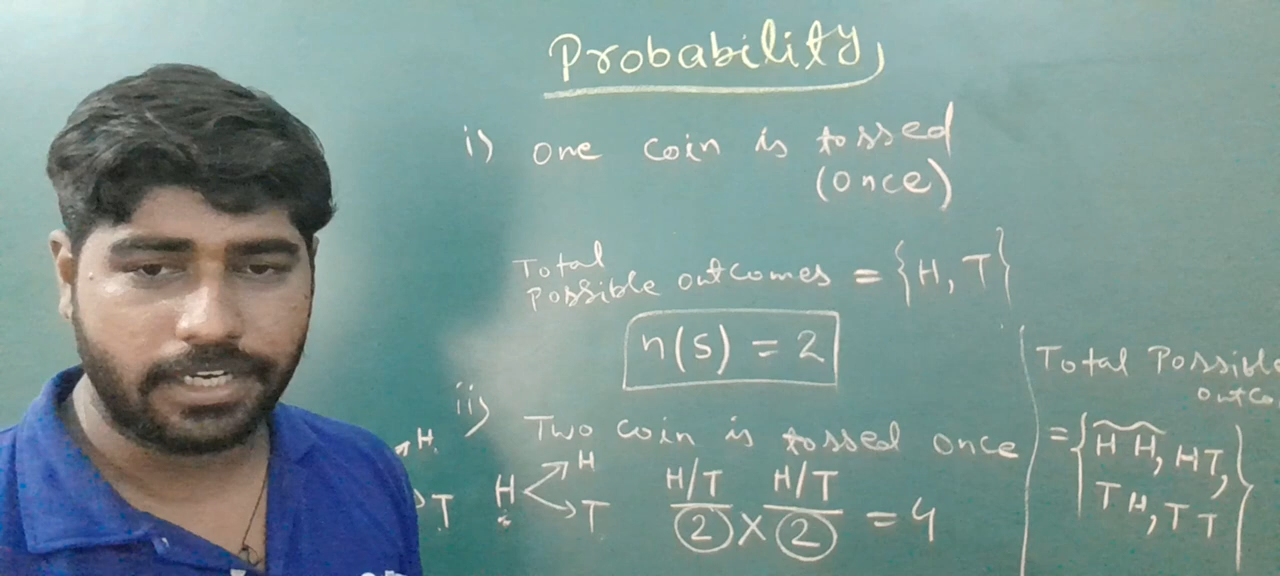 Probability
i) one coin is tossed
(once)
Total
Possible outcomes = {H, T}
n(s) = 2
ii) Two coin is tossed once
H
T
H
H
T
H/T H/T
2 X 2 = 4
Total Possible
outco
= {HH, HT,
TH, TT}